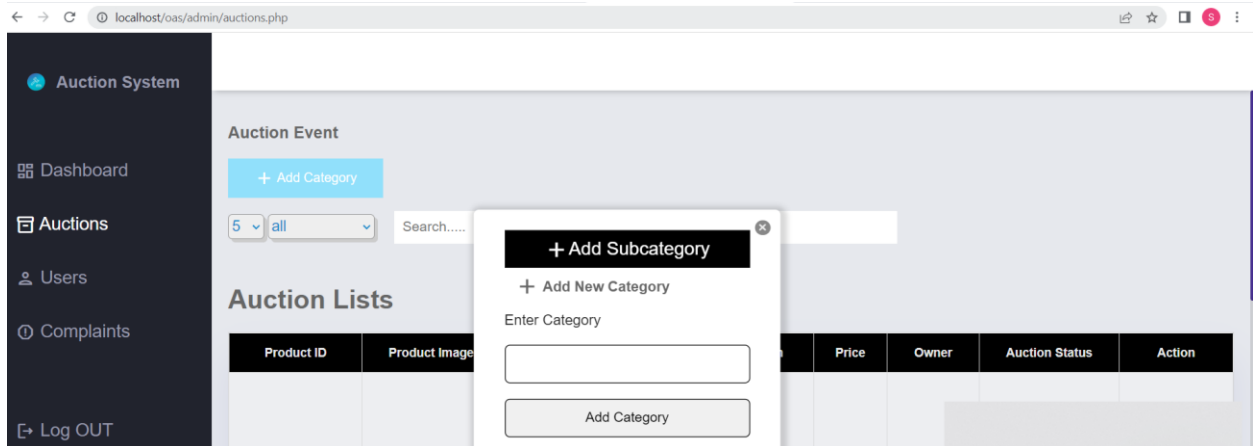 localhost/oas/admin/auctions.php
S
Auction System
Dashboard
Auctions
Users
Complaints
Log OUT
Auction Event
+ Add Category
5 all Search.....
Auction Lists
+ Add Subcategory
+ Add New Category
Enter Category
Add Category
Product ID Product Image Price Owner Auction Status Action